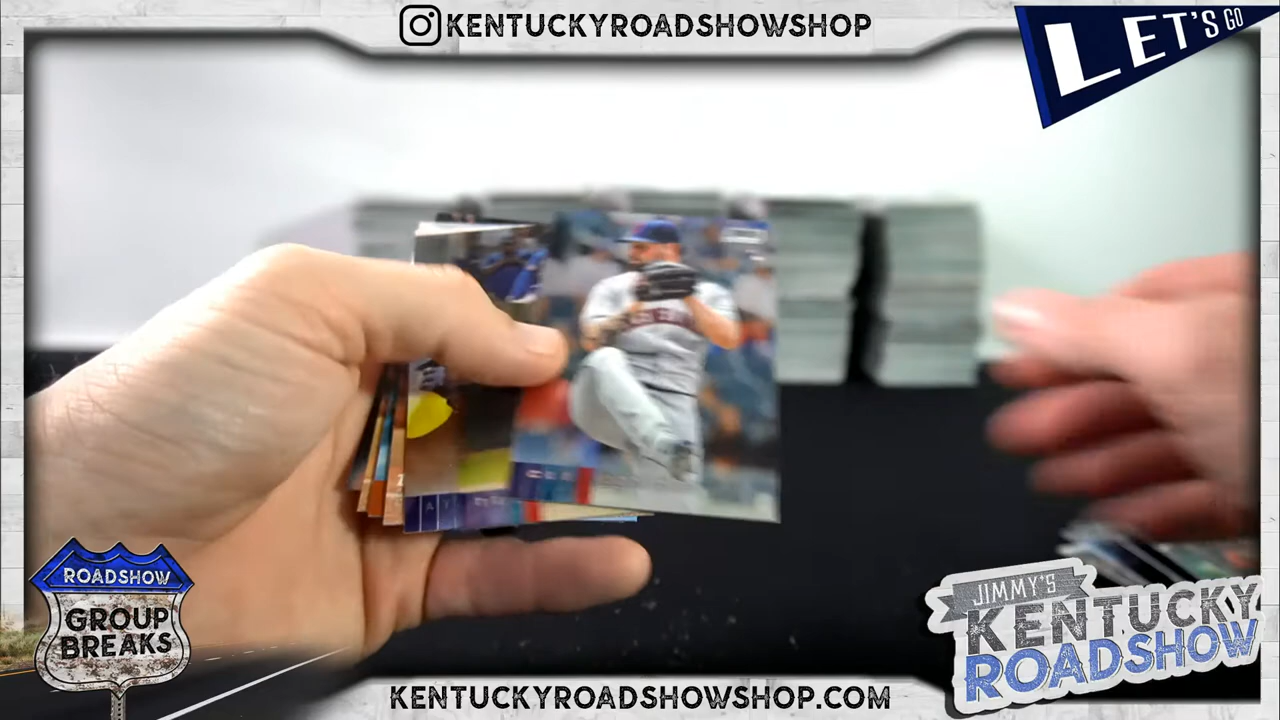 KENTUCKYROADSHOWSHOP
LET'S GO
ROADSHOW
GROUP
BREAKS
JIMMY'S
KENTUCKY
ROADSHOW
KENTUCKYROADSHOWSHOP.COM